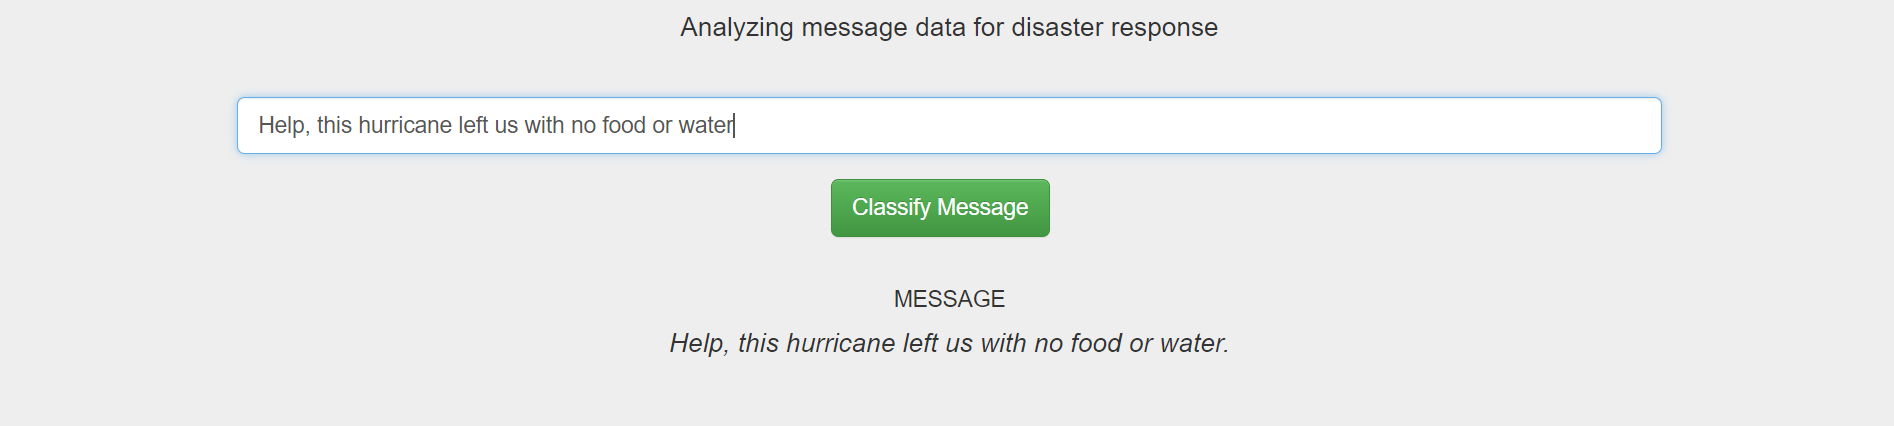 Analyzing message data for disaster response
Help, this hurricane left us with no food or water
Classify Message
MESSAGE
Help, this hurricane left us with no food or water.